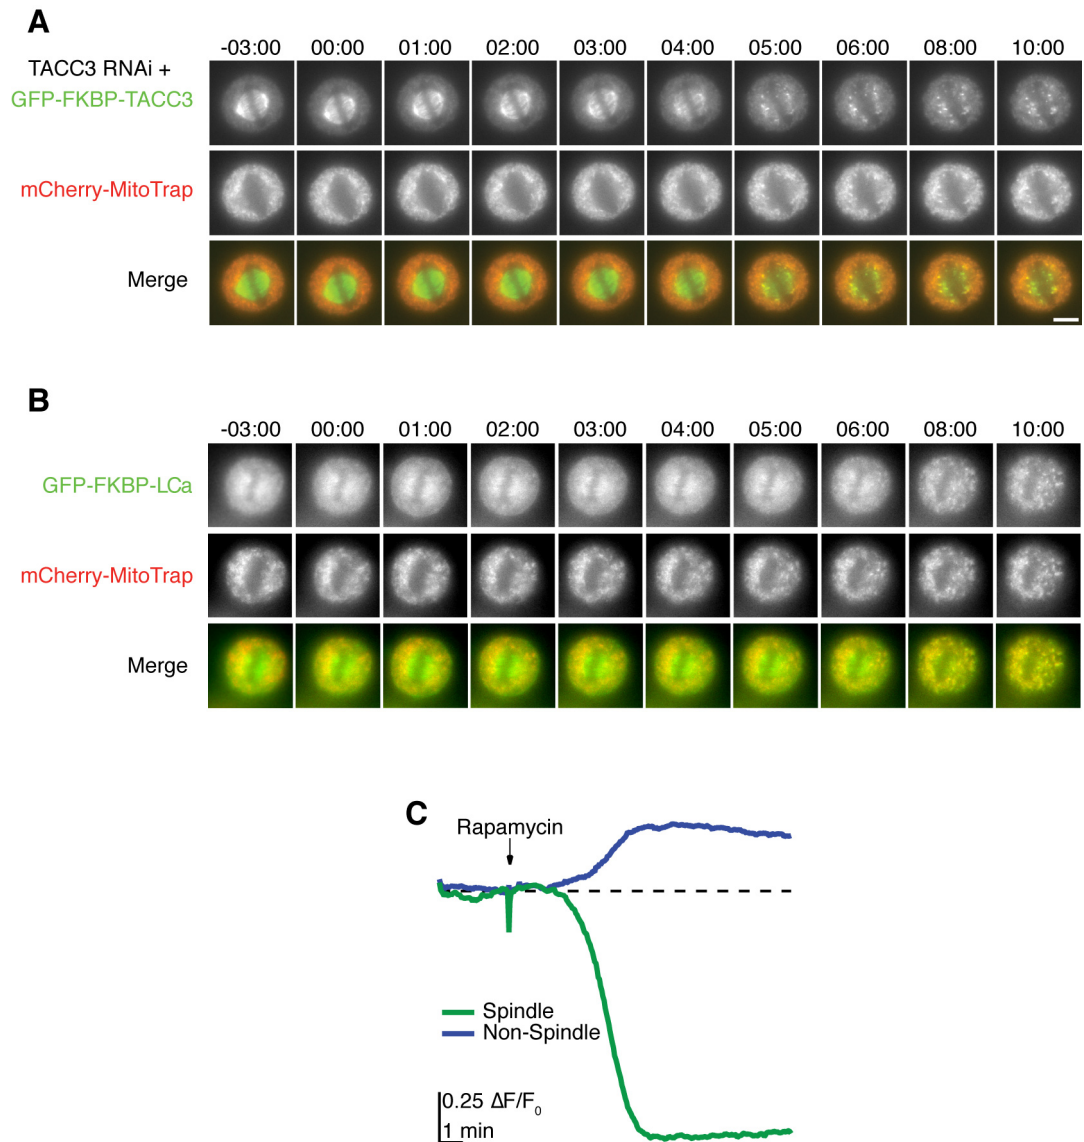 A
-03:00 00:00 01:00 02:00 03:00 04:00 05:00 06:00 08:00 10:00
TACC3 RNAi +
GFP-FKBP-TACC3
mCherry-MitoTrap
Merge
B
-03:00 00:00 01:00 02:00 03:00 04:00 05:00 06:00 08:00 10:00
GFP-FKBP-LCa
mCherry-MitoTrap
Merge
C
Rapamycin
Spindle
Non-Spindle
0.25 ΔF/F₀
1 min